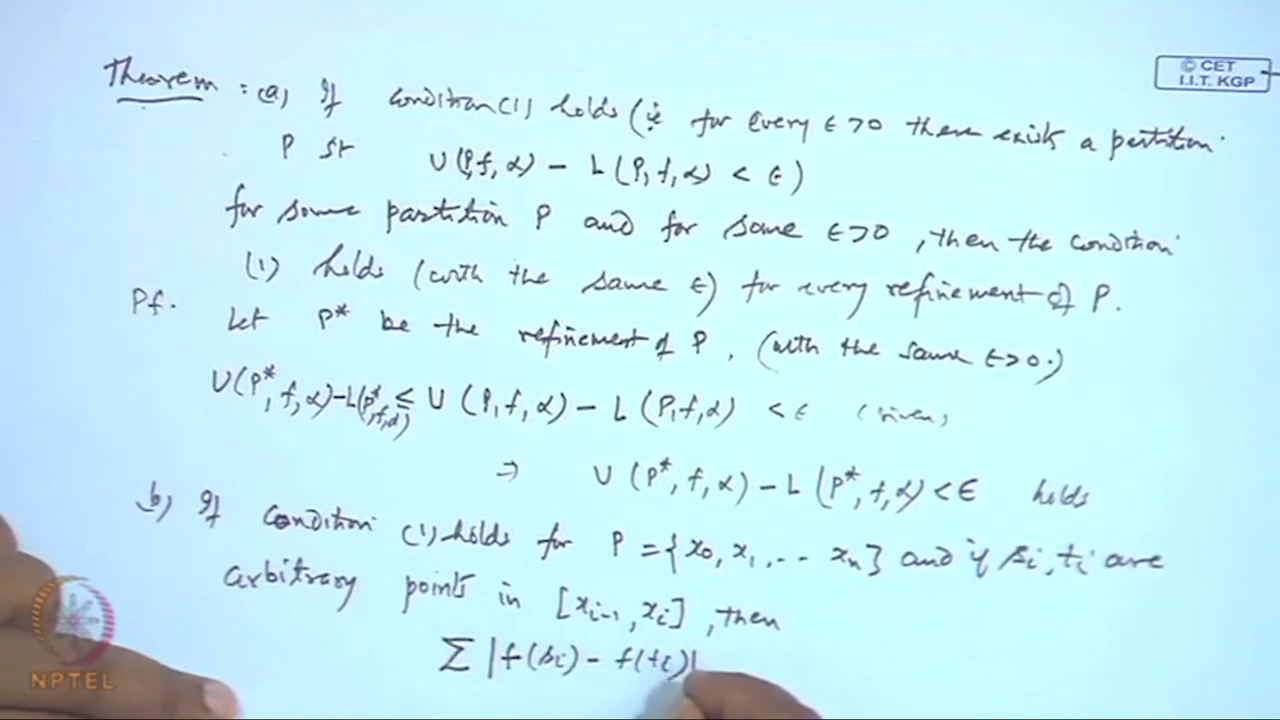 © CET
I.I.T. KGP
Theorem : (a) If condition (1) holds (ie for every ϵ > 0 there exists a partition
P st U(P,f, α) − L(P, f, α) < ϵ)
for some partition P and for some ϵ > 0, then the condition
(1) holds (with the same ϵ) for every refinement of P.
Pf. Let P* be the refinement of P, (with the same ϵ > 0.)
U(P*, f, α) − L(P*, f, α) ≤ U(P, f, α) − L(P, f, α) < ϵ (given)
⇒ U(P*, f, α) − L(P*, f, α) < ϵ holds
b) If Condition (1) holds for P = {x0, x1, ... xn} and if si, ti are
arbitrary points in [xi-1, xi], then
Σ |f(si) − f(ti)|
NPTEL